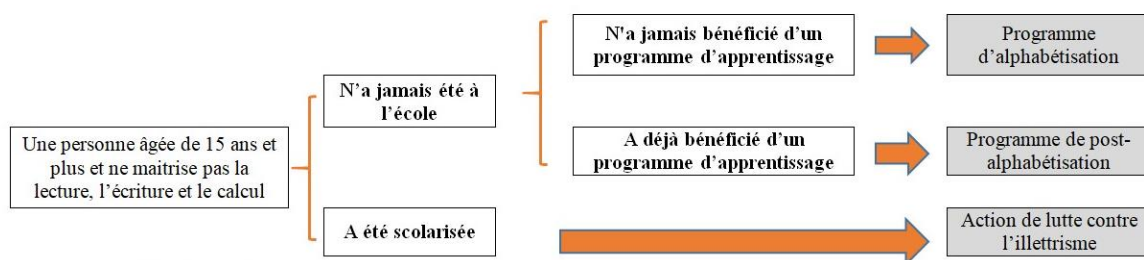 N'a jamais bénéficié d'un
programme d'apprentissage
Programme
d'alphabétisation
N'a jamais été à
l'école
Une personne âgée de 15 ans et
plus et ne maitrise pas la
lecture, l'écriture et le calcul
A déjà bénéficié d'un
programme d'apprentissage
Programme de post-
alphabétisation
A été scolarisée
Action de lutte contre
l'illettrisme